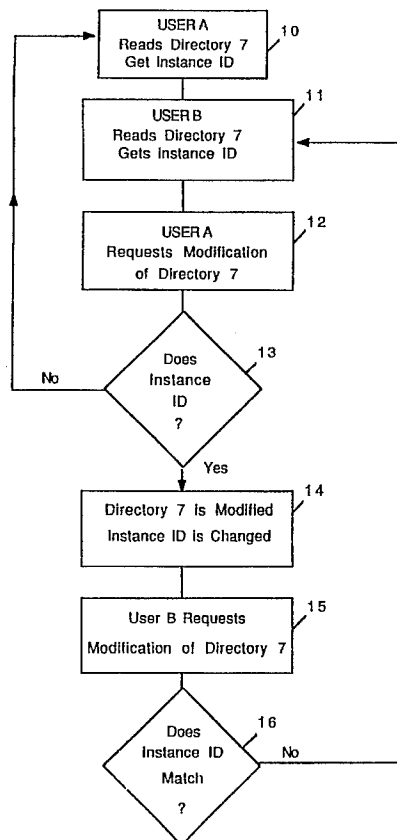 USER A
Reads Directory 7
Get Instance ID
10
USER B
Reads Directory 7
Gets Instance ID
11
USER A
Requests Modification
of Directory 7
12
Does
Instance
ID
?
13
No
Yes
Directory 7 is Modified
Instance ID is Changed
14
User B Requests
Modification of Directory 7
15
Does
Instance ID
Match
?
16
No